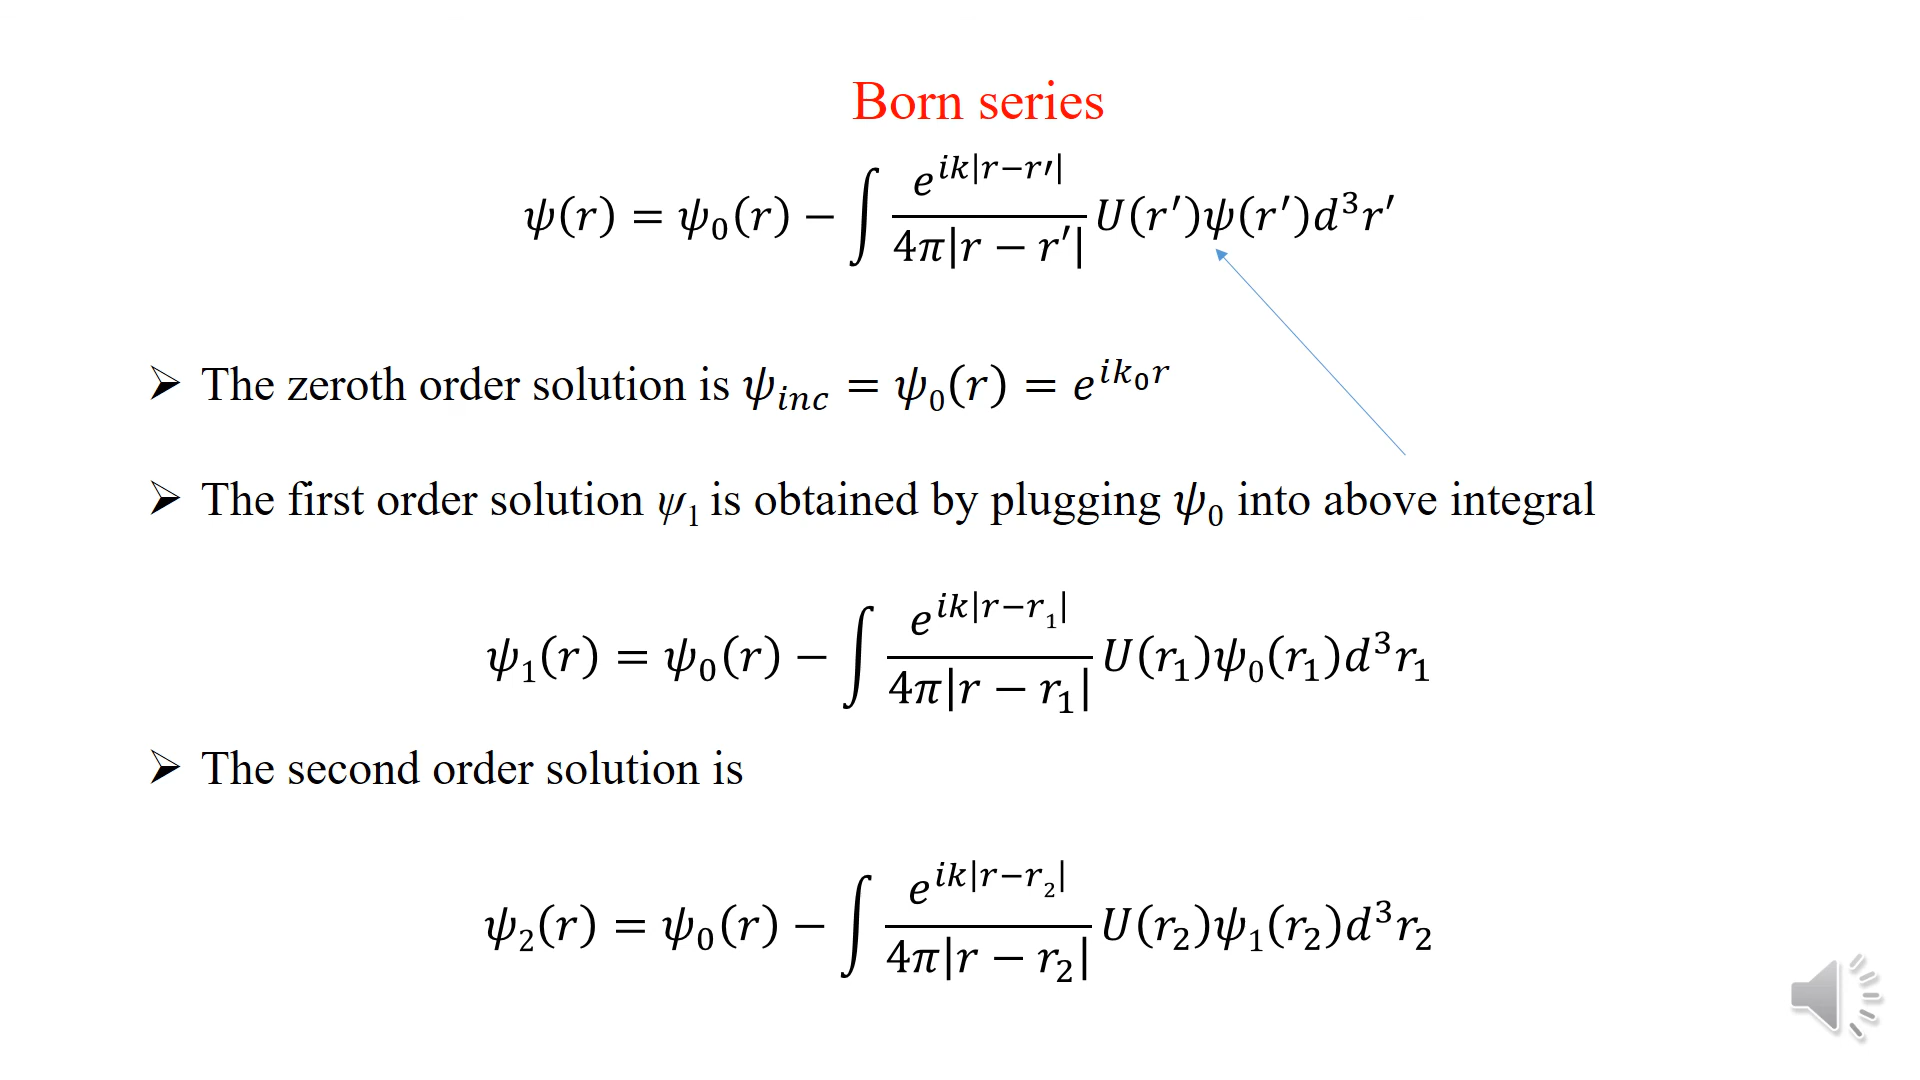 Born series
𝜓(𝑟) = 𝜓₀(𝑟) − ∫ 𝑒^{𝑖𝑘|𝑟−𝑟′|} / 4𝜋|𝑟 − 𝑟′| 𝑈(𝑟′)𝜓(𝑟′)𝑑³𝑟′
➢ The zeroth order solution is 𝜓_{𝑖𝑛𝑐} = 𝜓₀(𝑟) = 𝑒^{𝑖𝑘₀𝑟}
➢ The first order solution 𝜓₁ is obtained by plugging 𝜓₀ into above integral
𝜓₁(𝑟) = 𝜓₀(𝑟) − ∫ 𝑒^{𝑖𝑘|𝑟−𝑟₁|} / 4𝜋|𝑟 − 𝑟₁| 𝑈(𝑟₁)𝜓₀(𝑟₁)𝑑³𝑟₁
➢ The second order solution is
𝜓₂(𝑟) = 𝜓₀(𝑟) − ∫ 𝑒^{𝑖𝑘|𝑟−𝑟₂|} / 4𝜋|𝑟 − 𝑟₂| 𝑈(𝑟₂)𝜓₁(𝑟₂)𝑑³𝑟₂